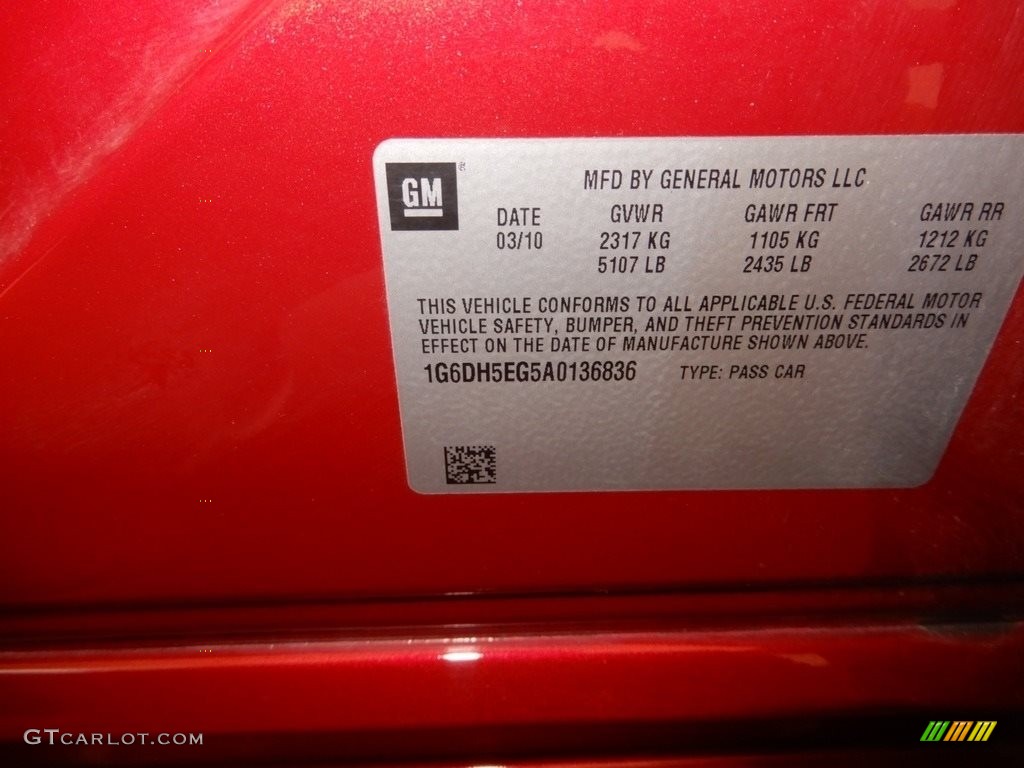 GM ®
MFD BY GENERAL MOTORS LLC
DATE GVWR GAWR FRT GAWR RR
03/10 2317 KG 1105 KG 1212 KG
5107 LB 2435 LB 2672 LB
THIS VEHICLE CONFORMS TO ALL APPLICABLE U.S. FEDERAL MOTOR
VEHICLE SAFETY, BUMPER, AND THEFT PREVENTION STANDARDS IN
EFFECT ON THE DATE OF MANUFACTURE SHOWN ABOVE.
1G6DH5EG5A0136836 TYPE: PASS CAR
GTCARLOT.COM